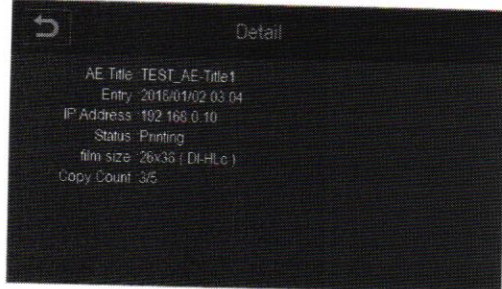 Detail
AE Title TEST_AE-Title1
Entry 2018/01/02 03:04
IP Address 192.168.0.10
Status Printing
film size 26x36 ( DI-HLc )
Copy Count 3/5